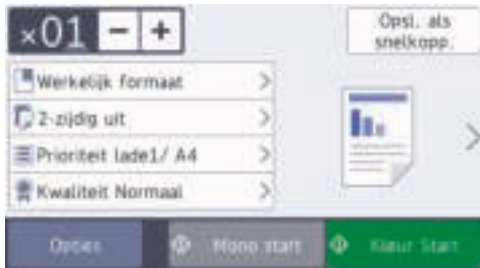 ×01 − +
Opsl. als
snelkopp.
Werkelijk formaat
2-zijdig uit
Prioriteit lade1/ A4
Kwaliteit Normaal
Opties
Mono start
Kleur Start